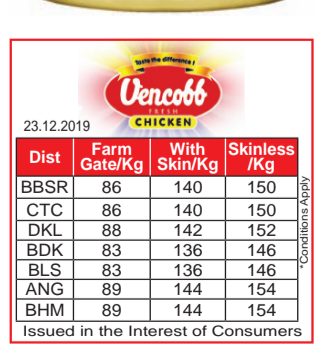 Taste the difference !
Vencobb
FRESH
CHICKEN
23.12.2019
Dist Farm Gate/Kg With Skin/Kg Skinless /Kg
BBSR 86 140 150
CTC 86 140 150
DKL 88 142 152
BDK 83 136 146
BLS 83 136 146
ANG 89 144 154
BHM 89 144 154
*Conditions Apply
Issued in the Interest of Consumers